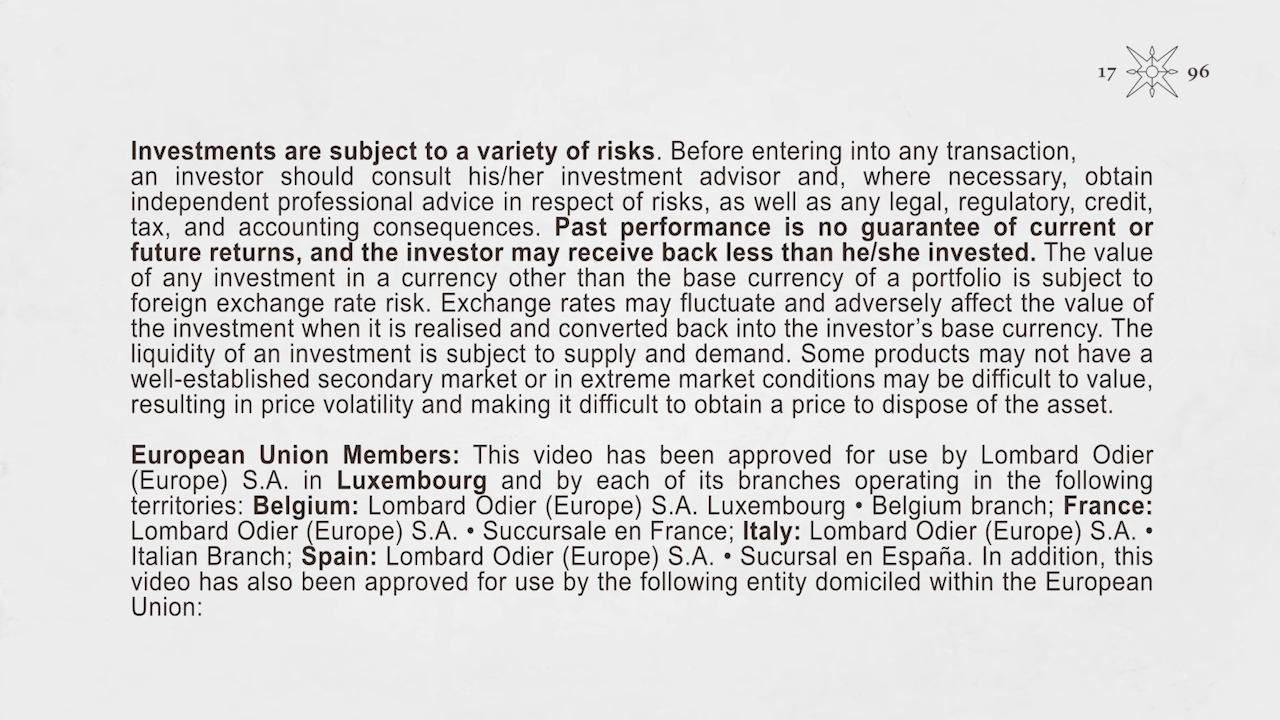 17 96
Investments are subject to a variety of risks. Before entering into any transaction,
an investor should consult his/her investment advisor and, where necessary, obtain
independent professional advice in respect of risks, as well as any legal, regulatory, credit,
tax, and accounting consequences. Past performance is no guarantee of current or
future returns, and the investor may receive back less than he/she invested. The value
of any investment in a currency other than the base currency of a portfolio is subject to
foreign exchange rate risk. Exchange rates may fluctuate and adversely affect the value of
the investment when it is realised and converted back into the investor’s base currency. The
liquidity of an investment is subject to supply and demand. Some products may not have a
well-established secondary market or in extreme market conditions may be difficult to value,
resulting in price volatility and making it difficult to obtain a price to dispose of the asset.
European Union Members: This video has been approved for use by Lombard Odier
(Europe) S.A. in Luxembourg and by each of its branches operating in the following
territories: Belgium: Lombard Odier (Europe) S.A. Luxembourg • Belgium branch; France:
Lombard Odier (Europe) S.A. • Succursale en France; Italy: Lombard Odier (Europe) S.A. •
Italian Branch; Spain: Lombard Odier (Europe) S.A. • Sucursal en España. In addition, this
video has also been approved for use by the following entity domiciled within the European
Union: